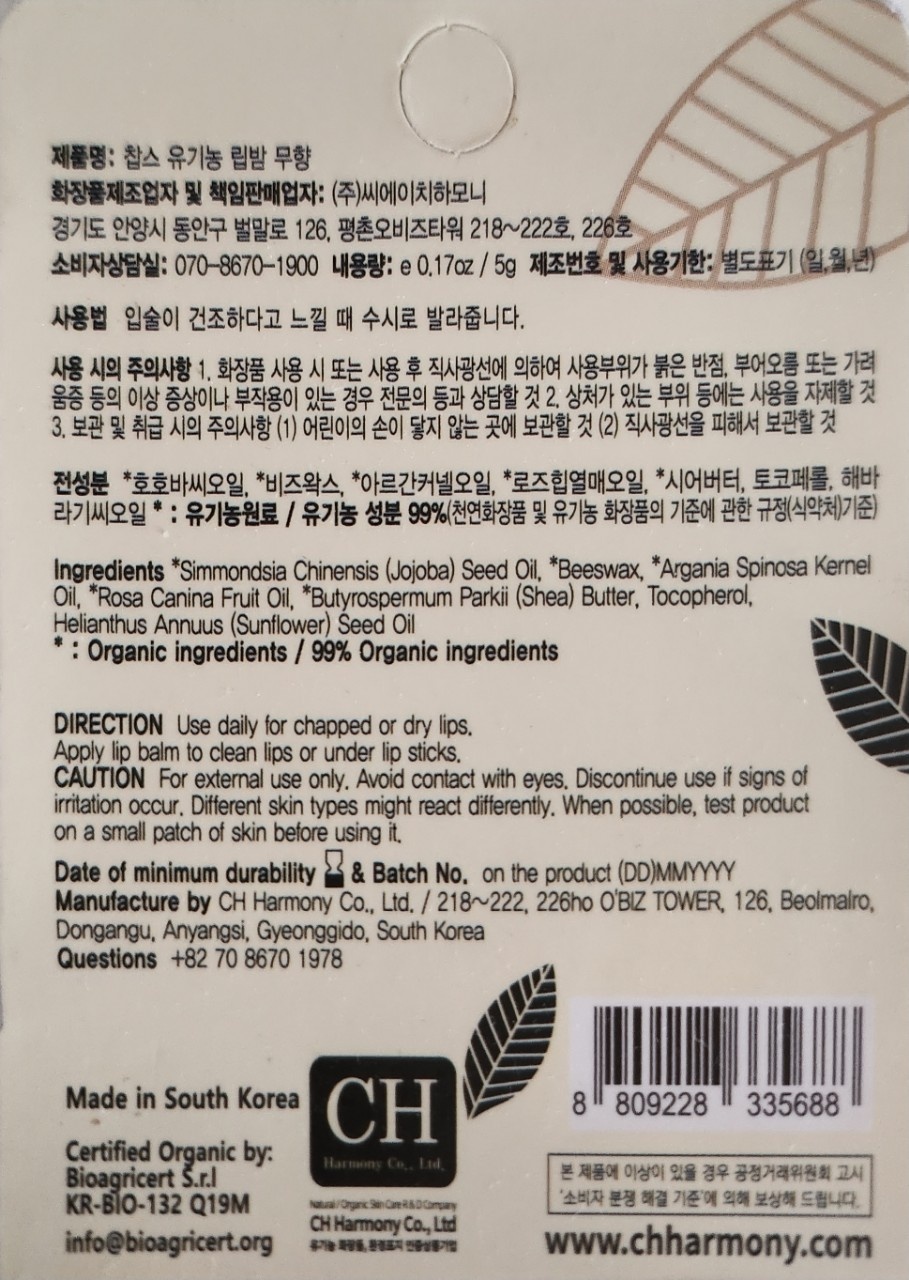 제품명: 찹스 유기농 립밤 무향
화장품제조업자 및 책임판매업자: (주)씨에이치하모니
경기도 안양시 동안구 벌말로 126, 평촌오비즈타워 218~222호, 226호
소비자상담실: 070-8670-1900 내용량: e 0.17oz / 5g 제조번호 및 사용기한: 별도표기 (일,월,년)
사용법 입술이 건조하다고 느낄 때 수시로 발라줍니다.
사용 시의 주의사항 1. 화장품 사용 시 또는 사용 후 직사광선에 의하여 사용부위가 붉은 반점, 부어오름 또는 가려
움증 등의 이상 증상이나 부작용이 있는 경우 전문의 등과 상담할 것 2. 상처가 있는 부위 등에는 사용을 자제할 것
3. 보관 및 취급 시의 주의사항 (1) 어린이의 손이 닿지 않는 곳에 보관할 것 (2) 직사광선을 피해서 보관할 것
전성분 *호호바씨오일, *비즈왁스, *아르간커넬오일, *로즈힙열매오일, *시어버터, 토코페롤, 해바
라기씨오일 * : 유기농원료 / 유기농 성분 99%(천연화장품 및 유기농 화장품의 기준에 관한 규정(식약처)기준)
Ingredients *Simmondsia Chinensis (Jojoba) Seed Oil, *Beeswax, *Argania Spinosa Kernel
Oil, *Rosa Canina Fruit Oil, *Butyrospermum Parkii (Shea) Butter, Tocopherol,
Helianthus Annuus (Sunflower) Seed Oil
* : Organic ingredients / 99% Organic ingredients
DIRECTION Use daily for chapped or dry lips.
Apply lip balm to clean lips or under lip sticks.
CAUTION For external use only. Avoid contact with eyes. Discontinue use if signs of
irritation occur. Different skin types might react differently. When possible, test product
on a small patch of skin before using it.
Date of minimum durability & Batch No. on the product (DD)MMYYYY
Manufacture by CH Harmony Co., Ltd. / 218~222, 226ho O'BIZ TOWER, 126, Beolmalro,
Dongangu, Anyangsi, Gyeonggido, South Korea
Questions +82 70 8670 1978
Made in South Korea
Certified Organic by:
Bioagricert S.r.l
KR-BIO-132 Q19M
info@bioagricert.org
CH
Harmony Co., Ltd.
Natural / Organic Skin Care R & D Company
CH Harmony Co., Ltd
유기농 화장품, 환경표지 인증상품기업
8 809228 335688
본 제품에 이상이 있을 경우 공정거래위원회 고시
'소비자 분쟁 해결 기준'에 의해 보상해 드립니다.
www.chharmony.com